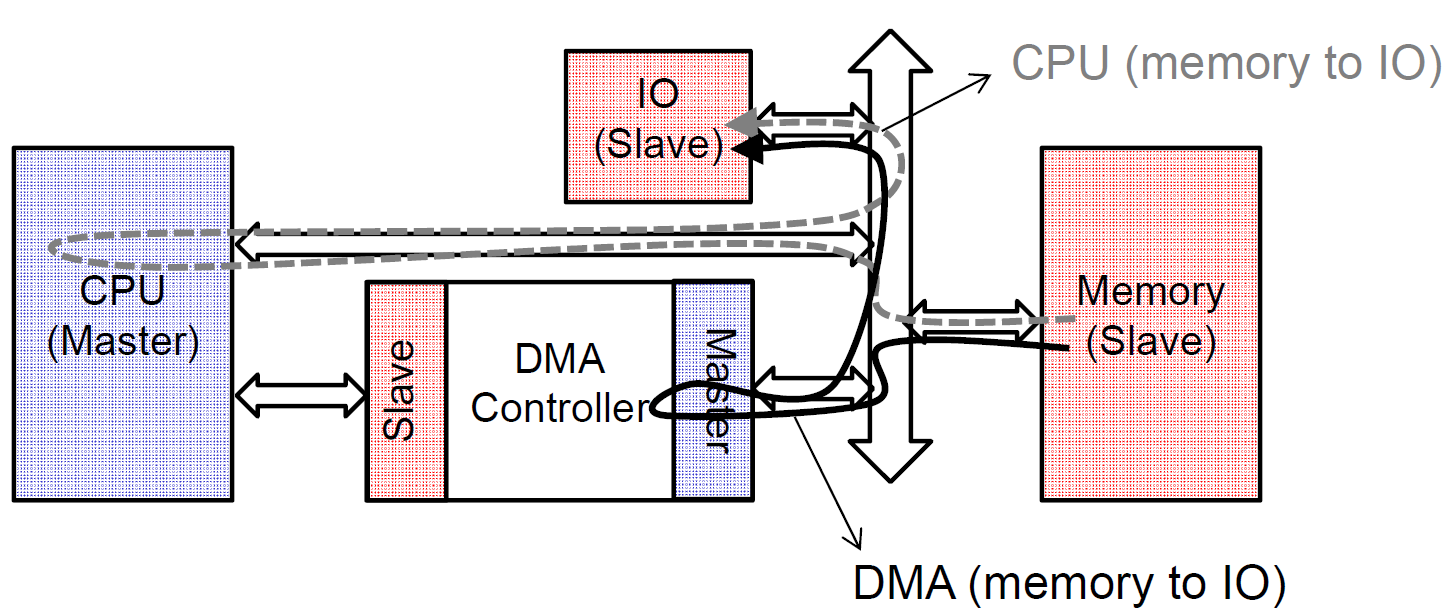 CPU (memory to IO)
IO
(Slave)
CPU
(Master)
Slave
DMA
Controller
Master
Memory
(Slave)
DMA (memory to IO)